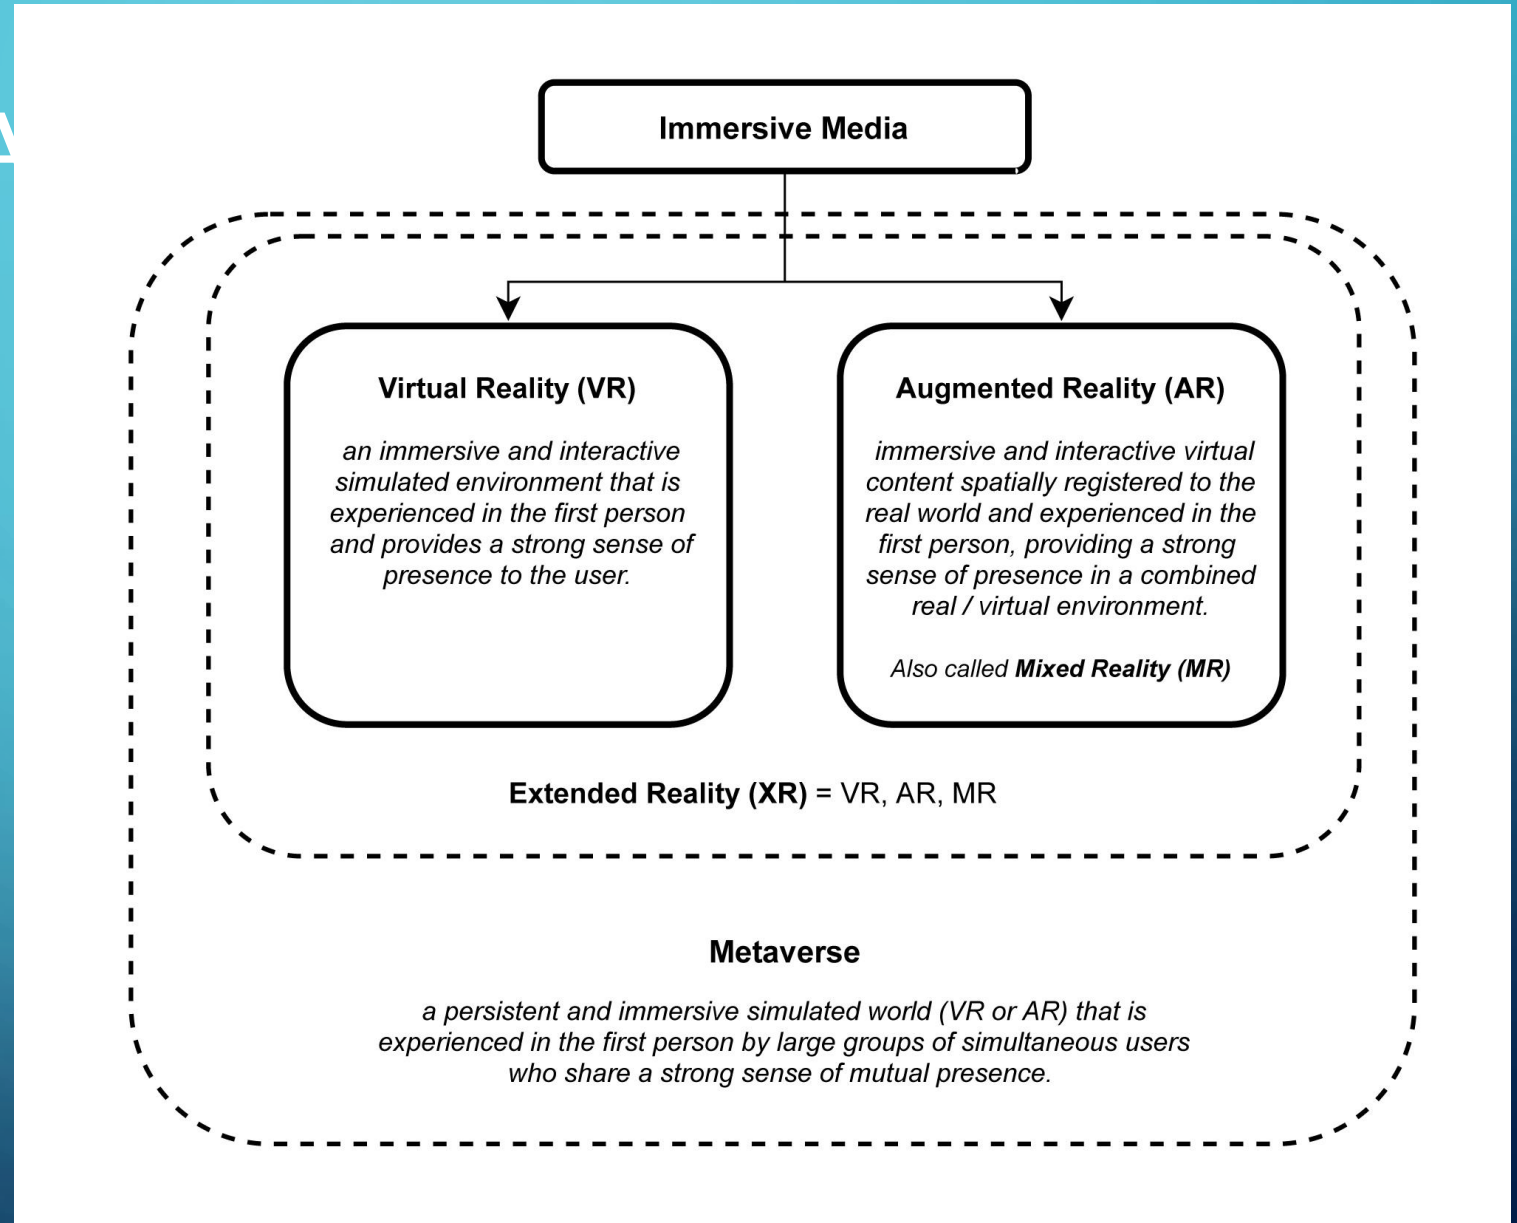 Immersive Media
Virtual Reality (VR)
an immersive and interactive
simulated environment that is
experienced in the first person
and provides a strong sense of
presence to the user.
Augmented Reality (AR)
immersive and interactive virtual
content spatially registered to the
real world and experienced in the
first person, providing a strong
sense of presence in a combined
real / virtual environment.
Also called Mixed Reality (MR)
Extended Reality (XR) = VR, AR, MR
Metaverse
a persistent and immersive simulated world (VR or AR) that is
experienced in the first person by large groups of simultaneous users
who share a strong sense of mutual presence.